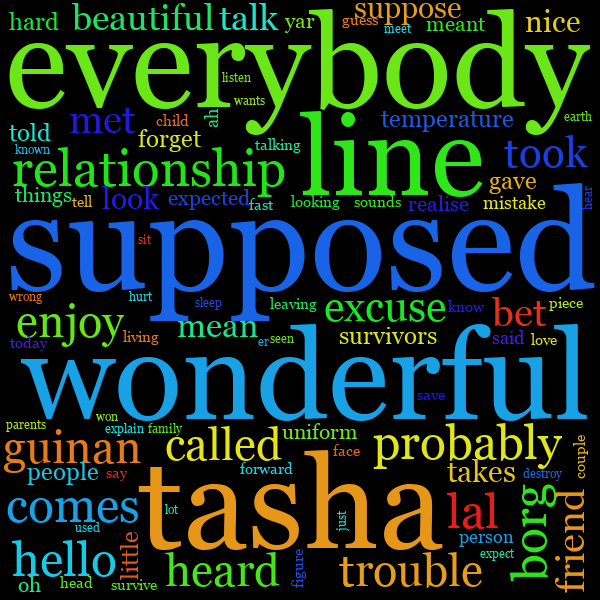 hard beautiful talk yar guess suppose meet meant nice
everybody
listen
wants
met child ah
told forget temperature earth
known talking line took
relationship
things tell look expected fast looking sounds realise gave mistake hear
supposed
sit
wrong hurt sleep leaving excuse know bet piece
enjoy mean er seen survivors said love
today living
wonderful
save
parents won explain family uniform
guinan called face probably couple
people say forward takes destroy
comes tasha lal
used lot just person borg friend
hello little expect
heard figure trouble
oh head survive